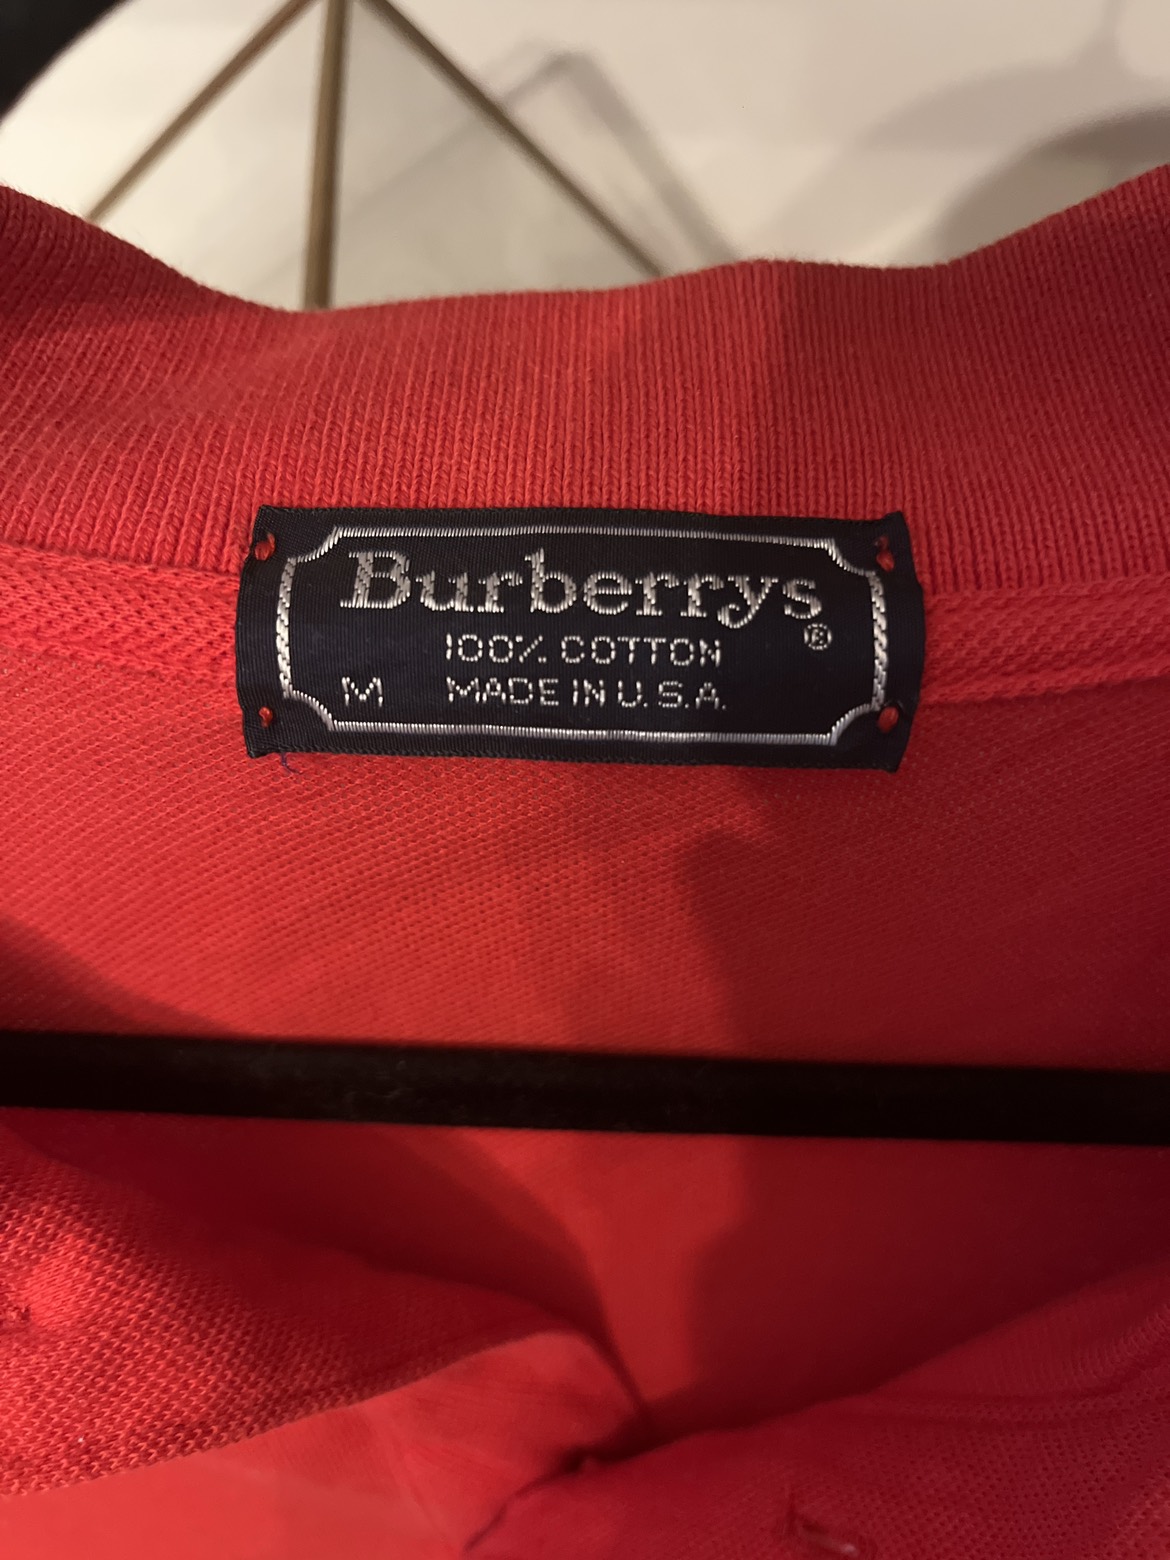 Burberrys®
100% COTTON
M MADE IN U.S.A.